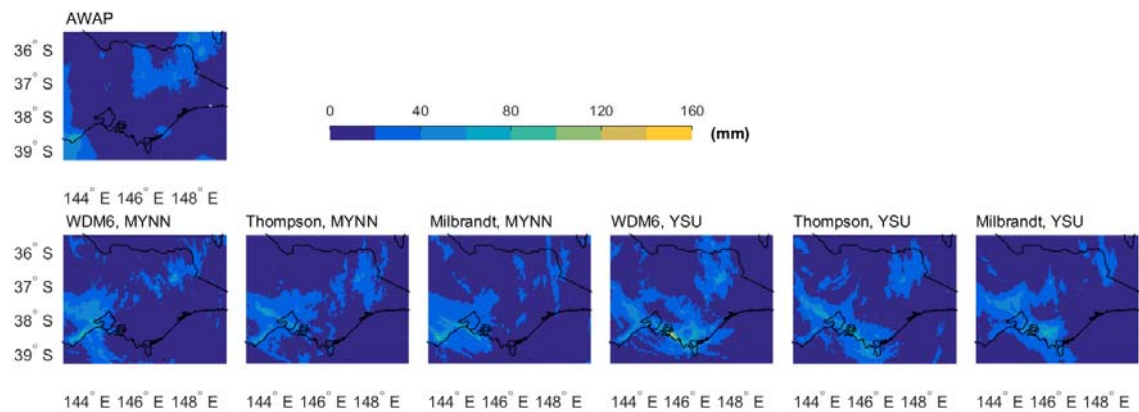 AWAP
36° S
37° S
38° S
39° S
144° E 146° E 148° E
0 40 80 120 160
(mm)
WDM6, MYNN Thompson, MYNN Milbrandt, MYNN WDM6, YSU Thompson, YSU Milbrandt, YSU
36° S
37° S
38° S
39° S
144° E 146° E 148° E 144° E 146° E 148° E 144° E 146° E 148° E 144° E 146° E 148° E 144° E 146° E 148° E 144° E 146° E 148° E